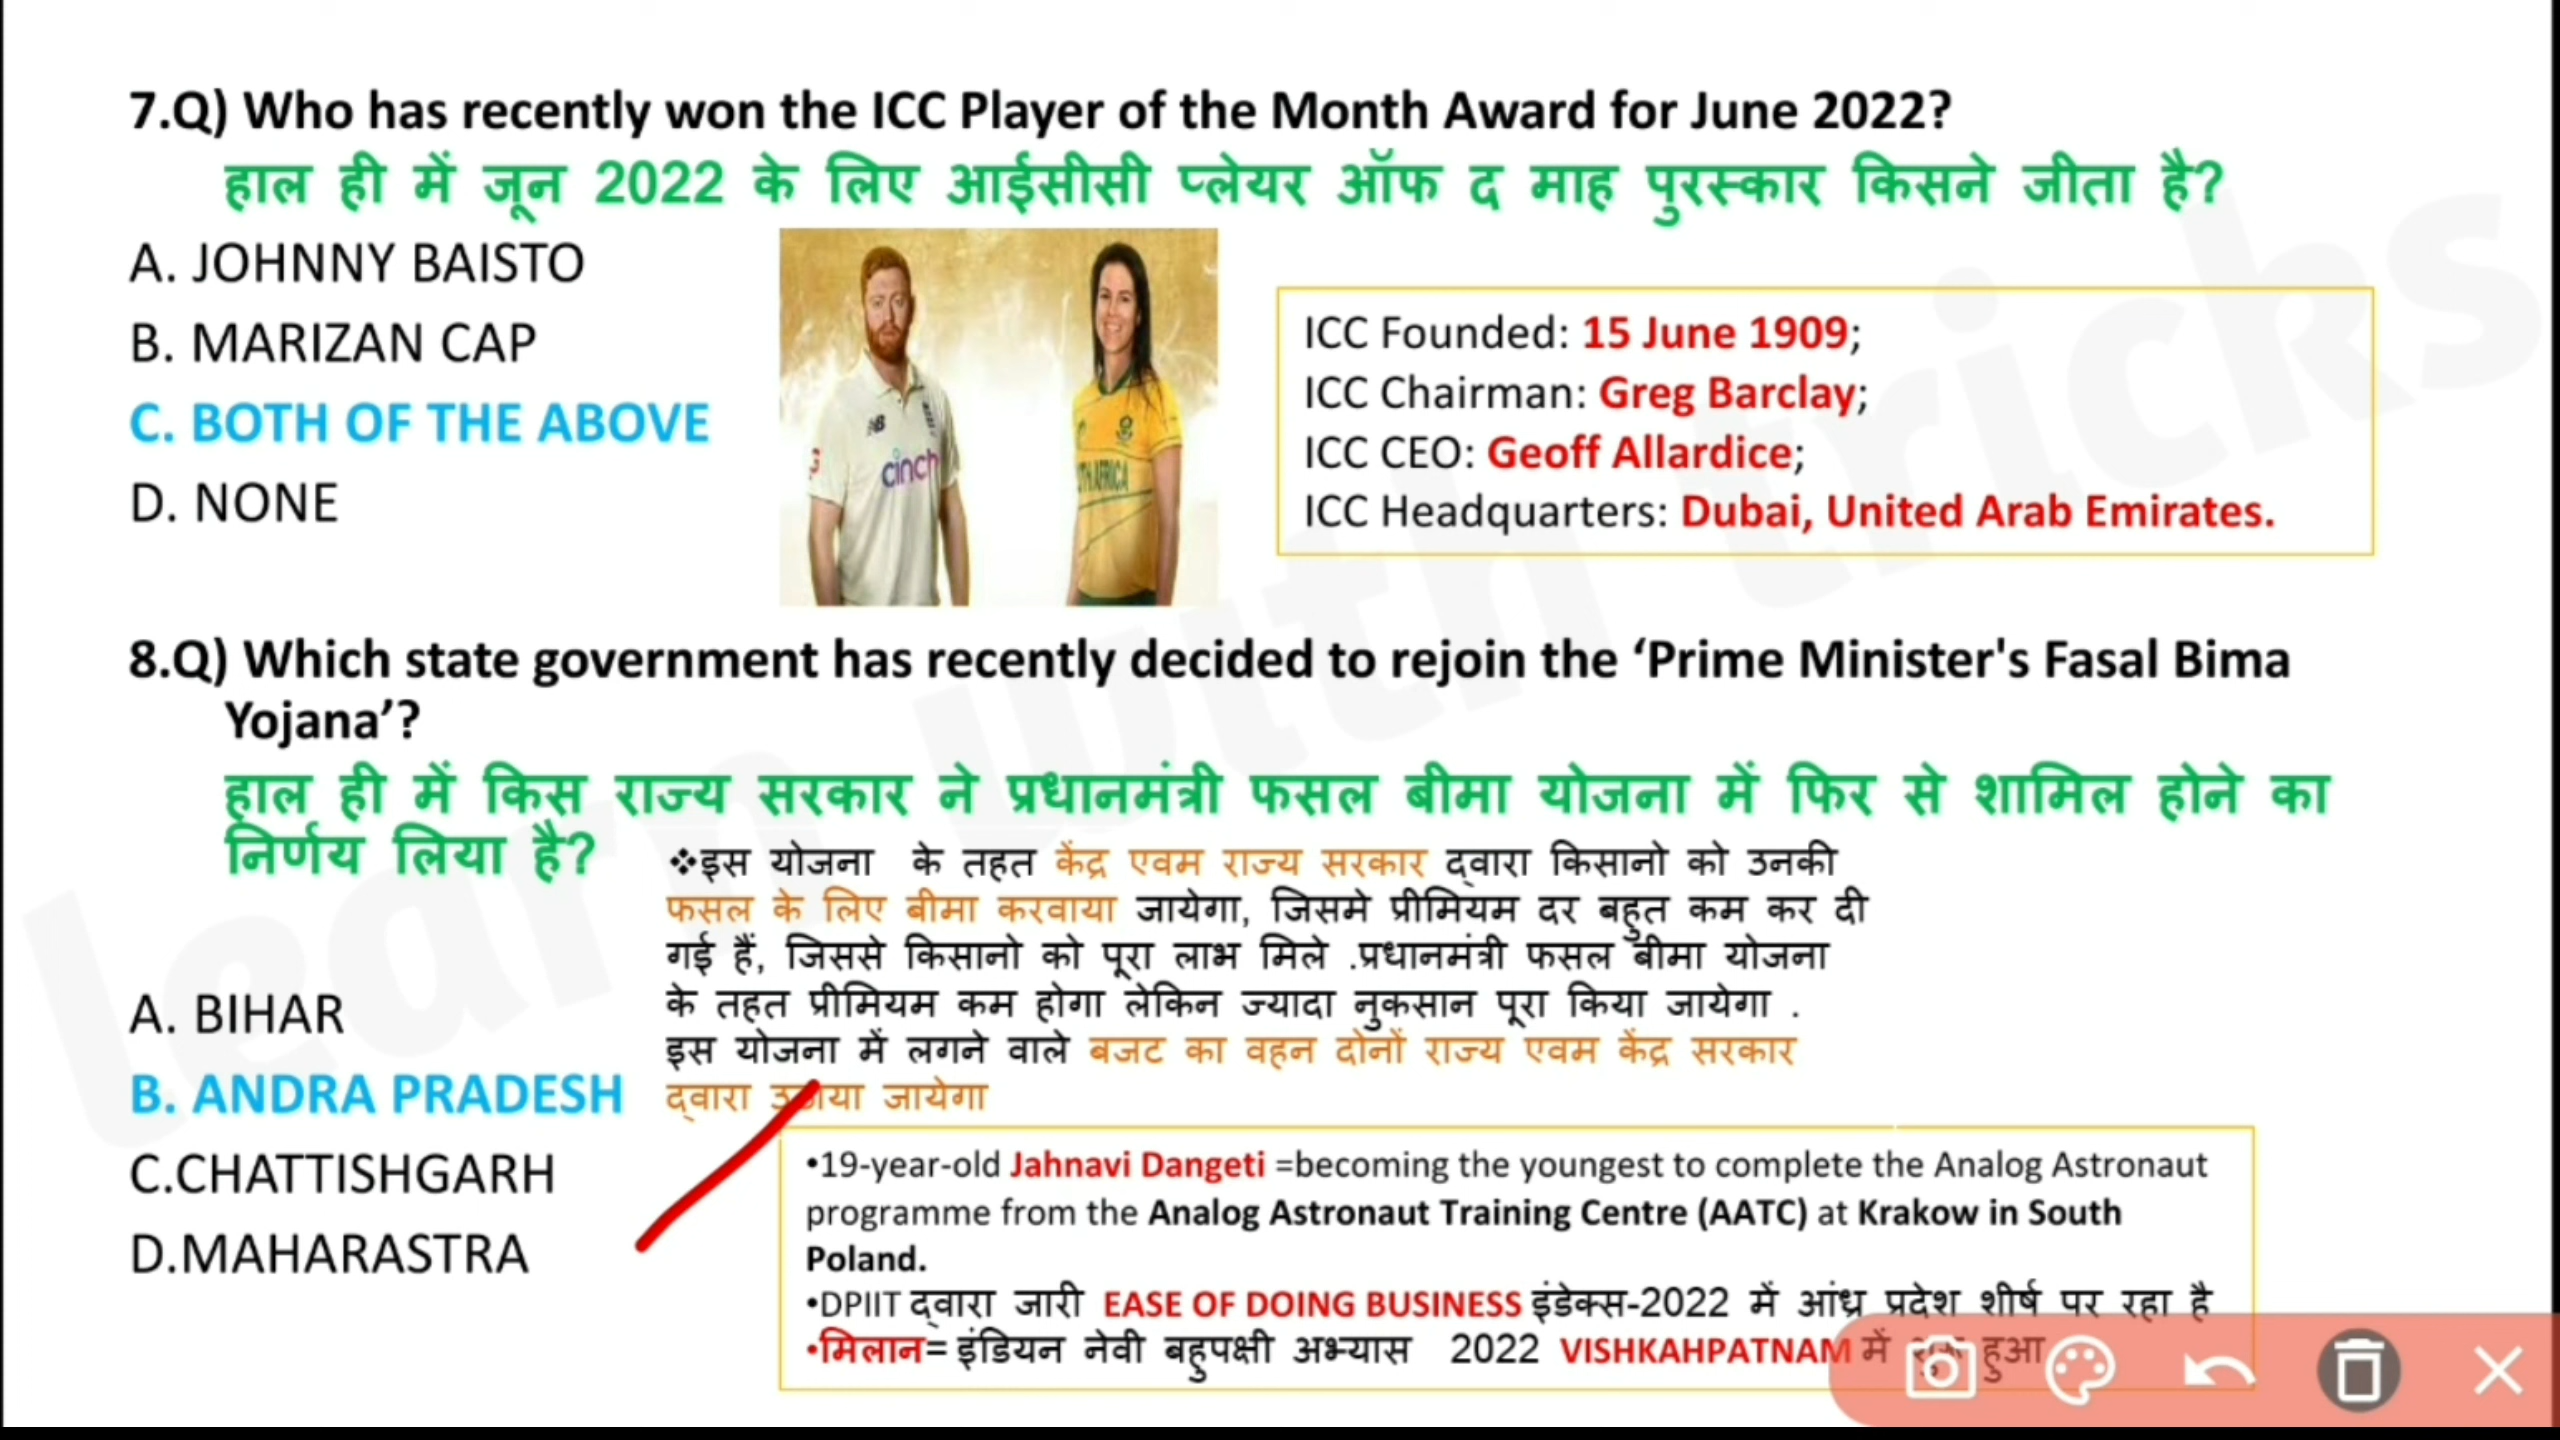 7.Q) Who has recently won the ICC Player of the Month Award for June 2022?
हाल ही में जून 2022 के लिए आईसीसी प्लेयर ऑफ द माह पुरस्कार किसने जीता है?
A. JOHNNY BAISTO
B. MARIZAN CAP
C. BOTH OF THE ABOVE
D. NONE
cinch
ICC Founded: 15 June 1909;
ICC Chairman: Greg Barclay;
ICC CEO: Geoff Allardice;
ICC Headquarters: Dubai, United Arab Emirates.
8.Q) Which state government has recently decided to rejoin the ‘Prime Minister's Fasal Bima
Yojana’?
हाल ही में किस राज्य सरकार ने प्रधानमंत्री फसल बीमा योजना में फिर से शामिल होने का
निर्णय लिया है?
❖इस योजना के तहत केंद्र एवम राज्य सरकार द्वारा किसानो को उनकी
फसल के लिए बीमा करवाया जायेगा, जिसमे प्रीमियम दर बहुत कम कर दी
गई हैं, जिससे किसानो को पूरा लाभ मिले .प्रधानमंत्री फसल बीमा योजना
के तहत प्रीमियम कम होगा लेकिन ज्यादा नुकसान पूरा किया जायेगा .
इस योजना में लगने वाले बजट का वहन दोनों राज्य एवम केंद्र सरकार
द्वारा जायेगा
A. BIHAR
B. ANDRA PRADESH
C.CHATTISHGARH
D.MAHARASTRA
•19-year-old Jahnavi Dangeti =becoming the youngest to complete the Analog Astronaut
programme from the Analog Astronaut Training Centre (AATC) at Krakow in South
Poland.
•DPIIT द्वारा जारी EASE OF DOING BUSINESS इंडेक्स-2022 में आंध्र प्रदेश शीर्ष पर रहा है
•मिलान= इंडियन नेवी बहुपक्षी अभ्यास 2022 VISHKAHPATNAM में हुआ
learn with tricks